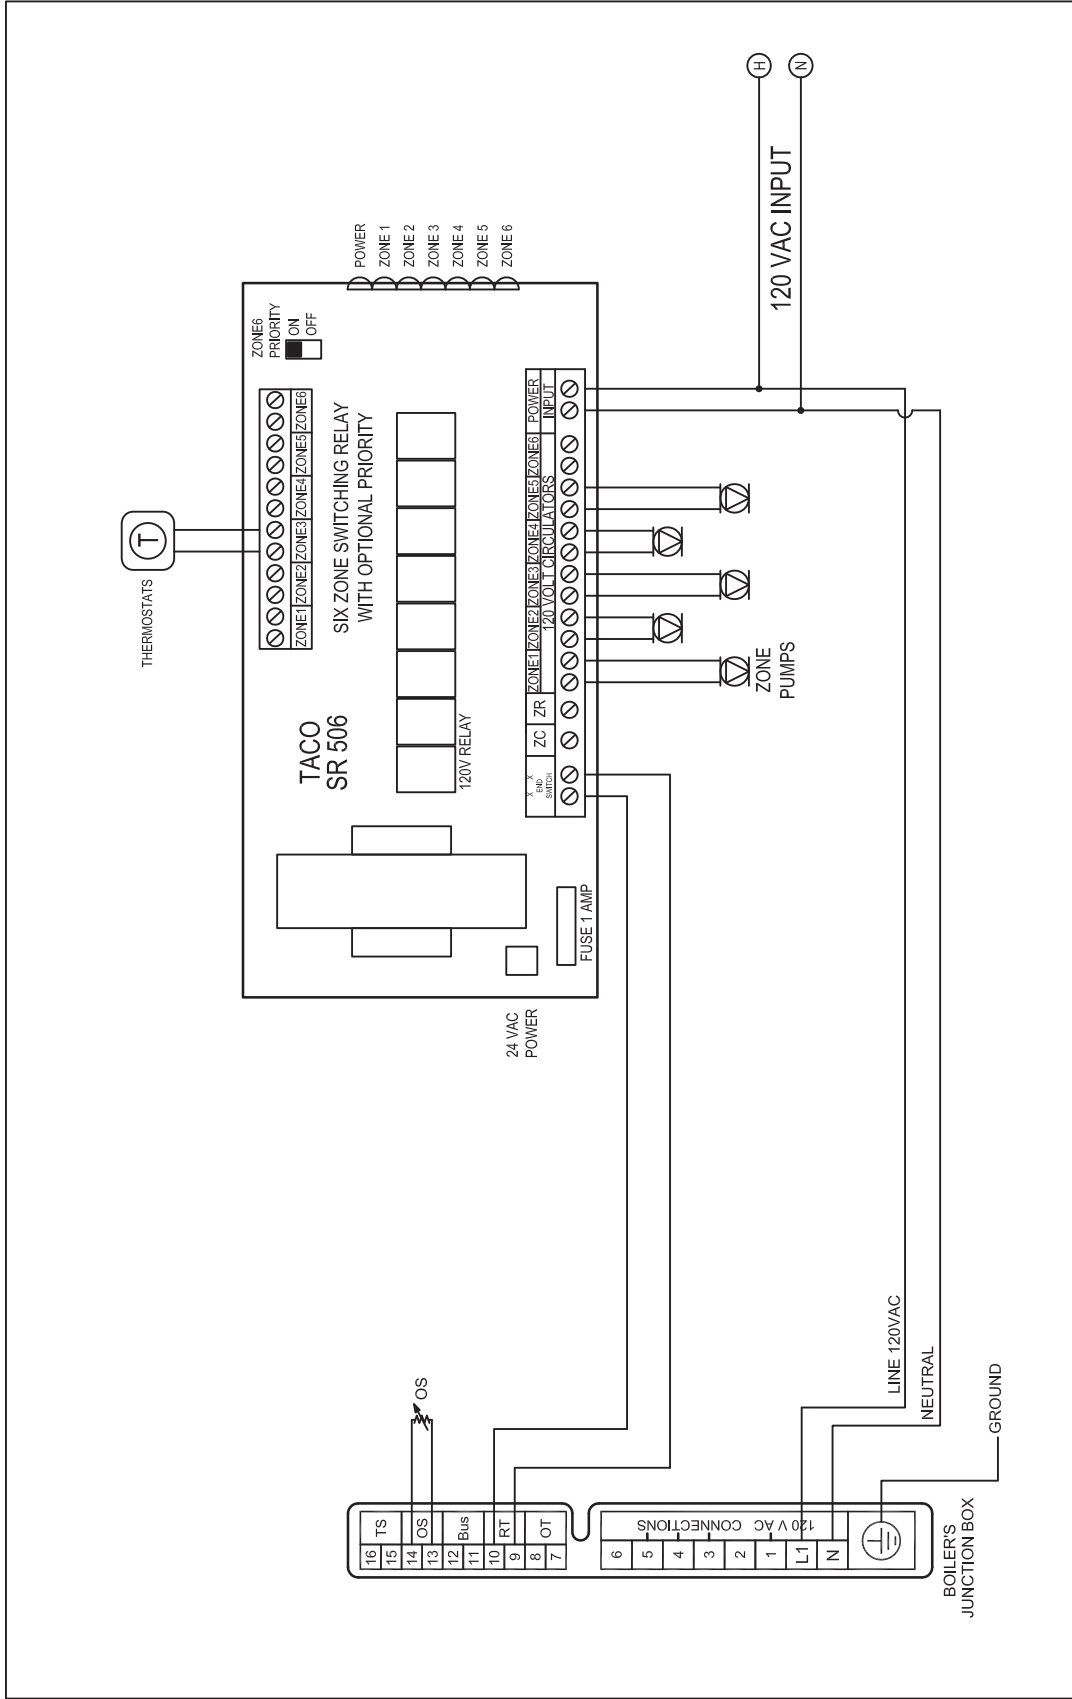 THERMOSTATS
T
TACO
SR 506
SIX ZONE SWITCHING RELAY
WITH OPTIONAL PRIORITY
ZONE1
ZONE2
ZONE3
ZONE4
ZONE5
ZONE6
ZONE6
PRIORITY
ON
OFF
POWER
ZONE 1
ZONE 2
ZONE 3
ZONE 4
ZONE 5
ZONE 6
120V RELAY
24 VAC
POWER
FUSE 1 AMP
X X
END
SWITCH
ZC
ZR
ZONE1
ZONE2
ZONE3
ZONE4
ZONE5
ZONE6
120 VOLT CIRCULATORS
POWER
INPUT
ZONE
PUMPS
120 VAC INPUT
H
N
OS
16
15
14
13
12
11
10
9
8
7
TS
OS
Bus
RT
OT
6
5
4
3
2
1
L1
N
120 V AC CONNECTIONS
LINE 120VAC
NEUTRAL
GROUND
BOILER'S
JUNCTION BOX